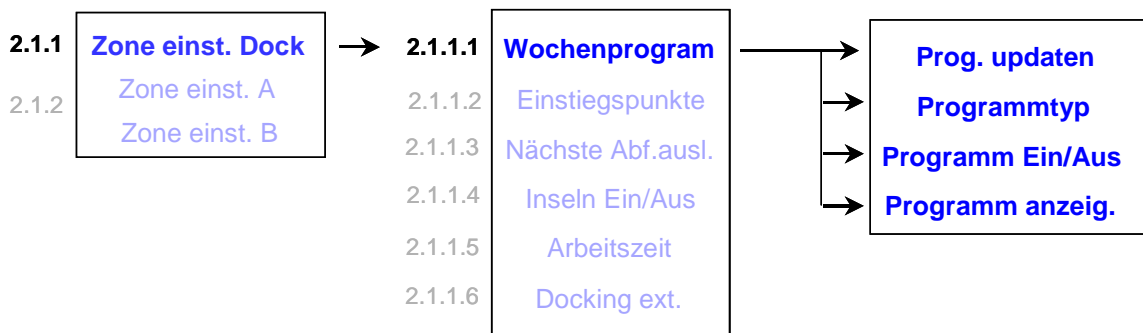 2.1.1 Zone einst. Dock
2.1.2 Zone einst. A
Zone einst. B
2.1.1.1 Wochenprogram
2.1.1.2 Einstiegspunkte
2.1.1.3 Nächste Abf.ausl.
2.1.1.4 Inseln Ein/Aus
2.1.1.5 Arbeitszeit
2.1.1.6 Docking ext.
Prog. updaten
Programmtyp
Programm Ein/Aus
Programm anzeig.